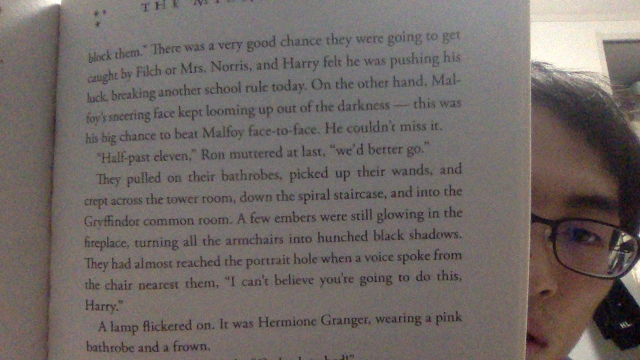 THE
block them." There was a very good chance they were going to get
caught by Filch or Mrs. Norris, and Harry felt he was pushing his
luck, breaking another school rule today. On the other hand, Mal-
foy's sneering face kept looming up out of the darkness — this was
his big chance to beat Malfoy face-to-face. He couldn't miss it.
"Half-past eleven," Ron muttered at last, "we'd better go."
They pulled on their bathrobes, picked up their wands, and
crept across the tower room, down the spiral staircase, and into the
Gryffindor common room. A few embers were still glowing in the
fireplace, turning all the armchairs into hunched black shadows.
They had almost reached the portrait hole when a voice spoke from
the chair nearest them, "I can't believe you're going to do this,
Harry."
A lamp flickered on. It was Hermione Granger, wearing a pink
bathrobe and a frown.